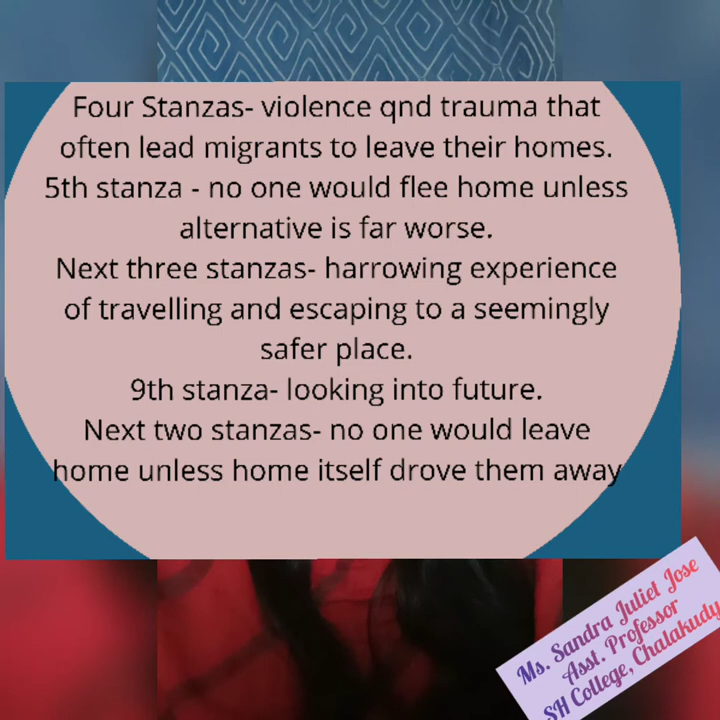 Four Stanzas- violence qnd trauma that
often lead migrants to leave their homes.
5th stanza - no one would flee home unless
alternative is far worse.
Next three stanzas- harrowing experience
of travelling and escaping to a seemingly
safer place.
9th stanza- looking into future.
Next two stanzas- no one would leave
home unless home itself drove them away
Ms. Sandra Juliet Jose
Asst. Professor
SH College, Chalakudy